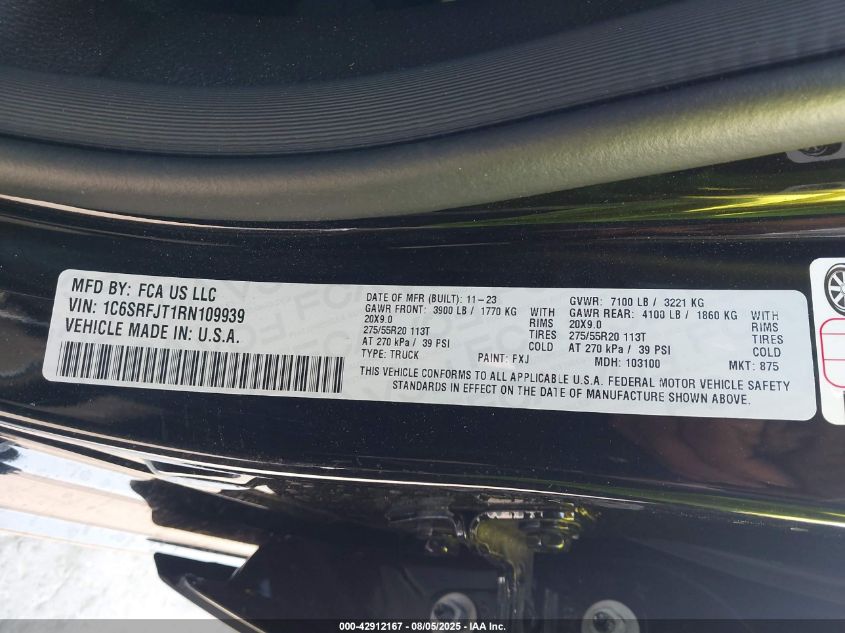 MFD BY: FCA US LLC
VIN: 1C6SRFJT1RN109939
VEHICLE MADE IN: U.S.A.
DATE OF MFR (BUILT): 11-23
GAWR FRONT: 3900 LB / 1770 KG WITH
20X9.0 RIMS
275/55R20 113T TIRES
AT 270 kPa / 39 PSI COLD
TYPE: TRUCK PAINT: FXJ
GVWR: 7100 LB / 3221 KG
GAWR REAR: 4100 LB / 1860 KG WITH
20X9.0 RIMS
275/55R20 113T TIRES
AT 270 kPa / 39 PSI COLD
MDH: 103100 MKT: 875
THIS VEHICLE CONFORMS TO ALL APPLICABLE U.S.A. FEDERAL MOTOR VEHICLE SAFETY
STANDARDS IN EFFECT ON THE DATE OF MANUFACTURE SHOWN ABOVE.
000-42912167 - 08/05/2025 - IAA Inc.